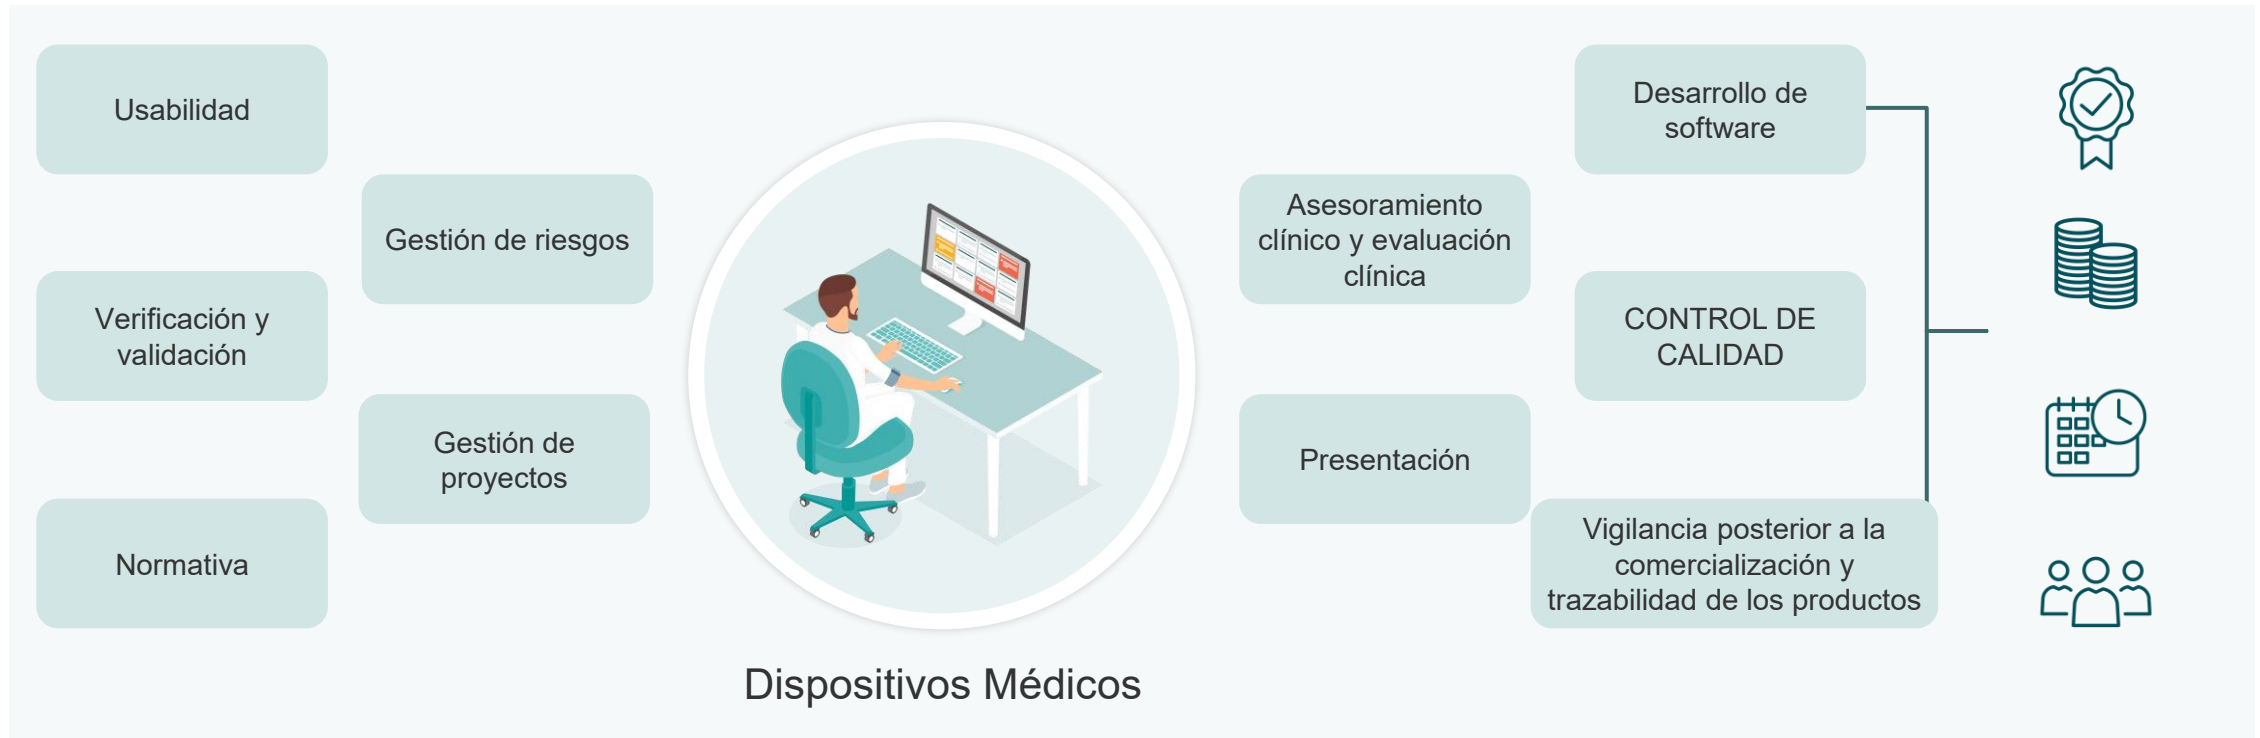 Usabilidad
Verificación y
validación
Normativa
Gestión de riesgos
Gestión de
proyectos
Dispositivos Médicos
Asesoramiento
clínico y evaluación
clínica
Presentación
Desarrollo de
software
CONTROL DE
CALIDAD
Vigilancia posterior a la
comercialización y
trazabilidad de los productos